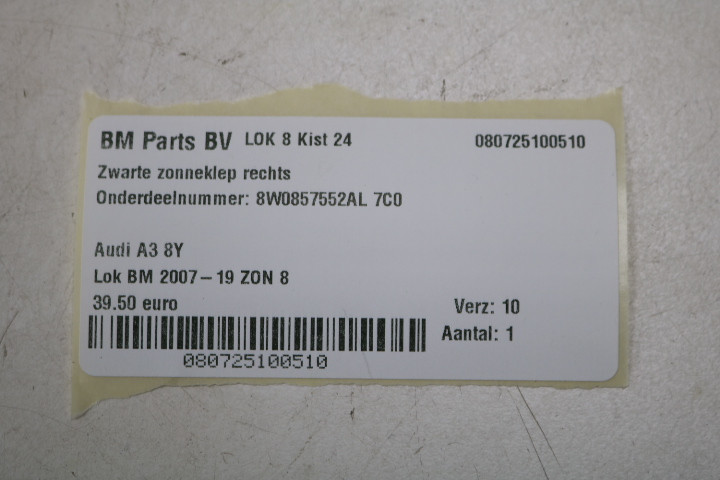 BM Parts BV LOK 8 Kist 24 080725100510
Zwarte zonneklep rechts
Onderdeelnummer: 8W0857552AL 7C0
Audi A3 8Y
Lok BM 2007-19 ZON 8
39.50 euro Verz: 10
Aantal: 1
080725100510